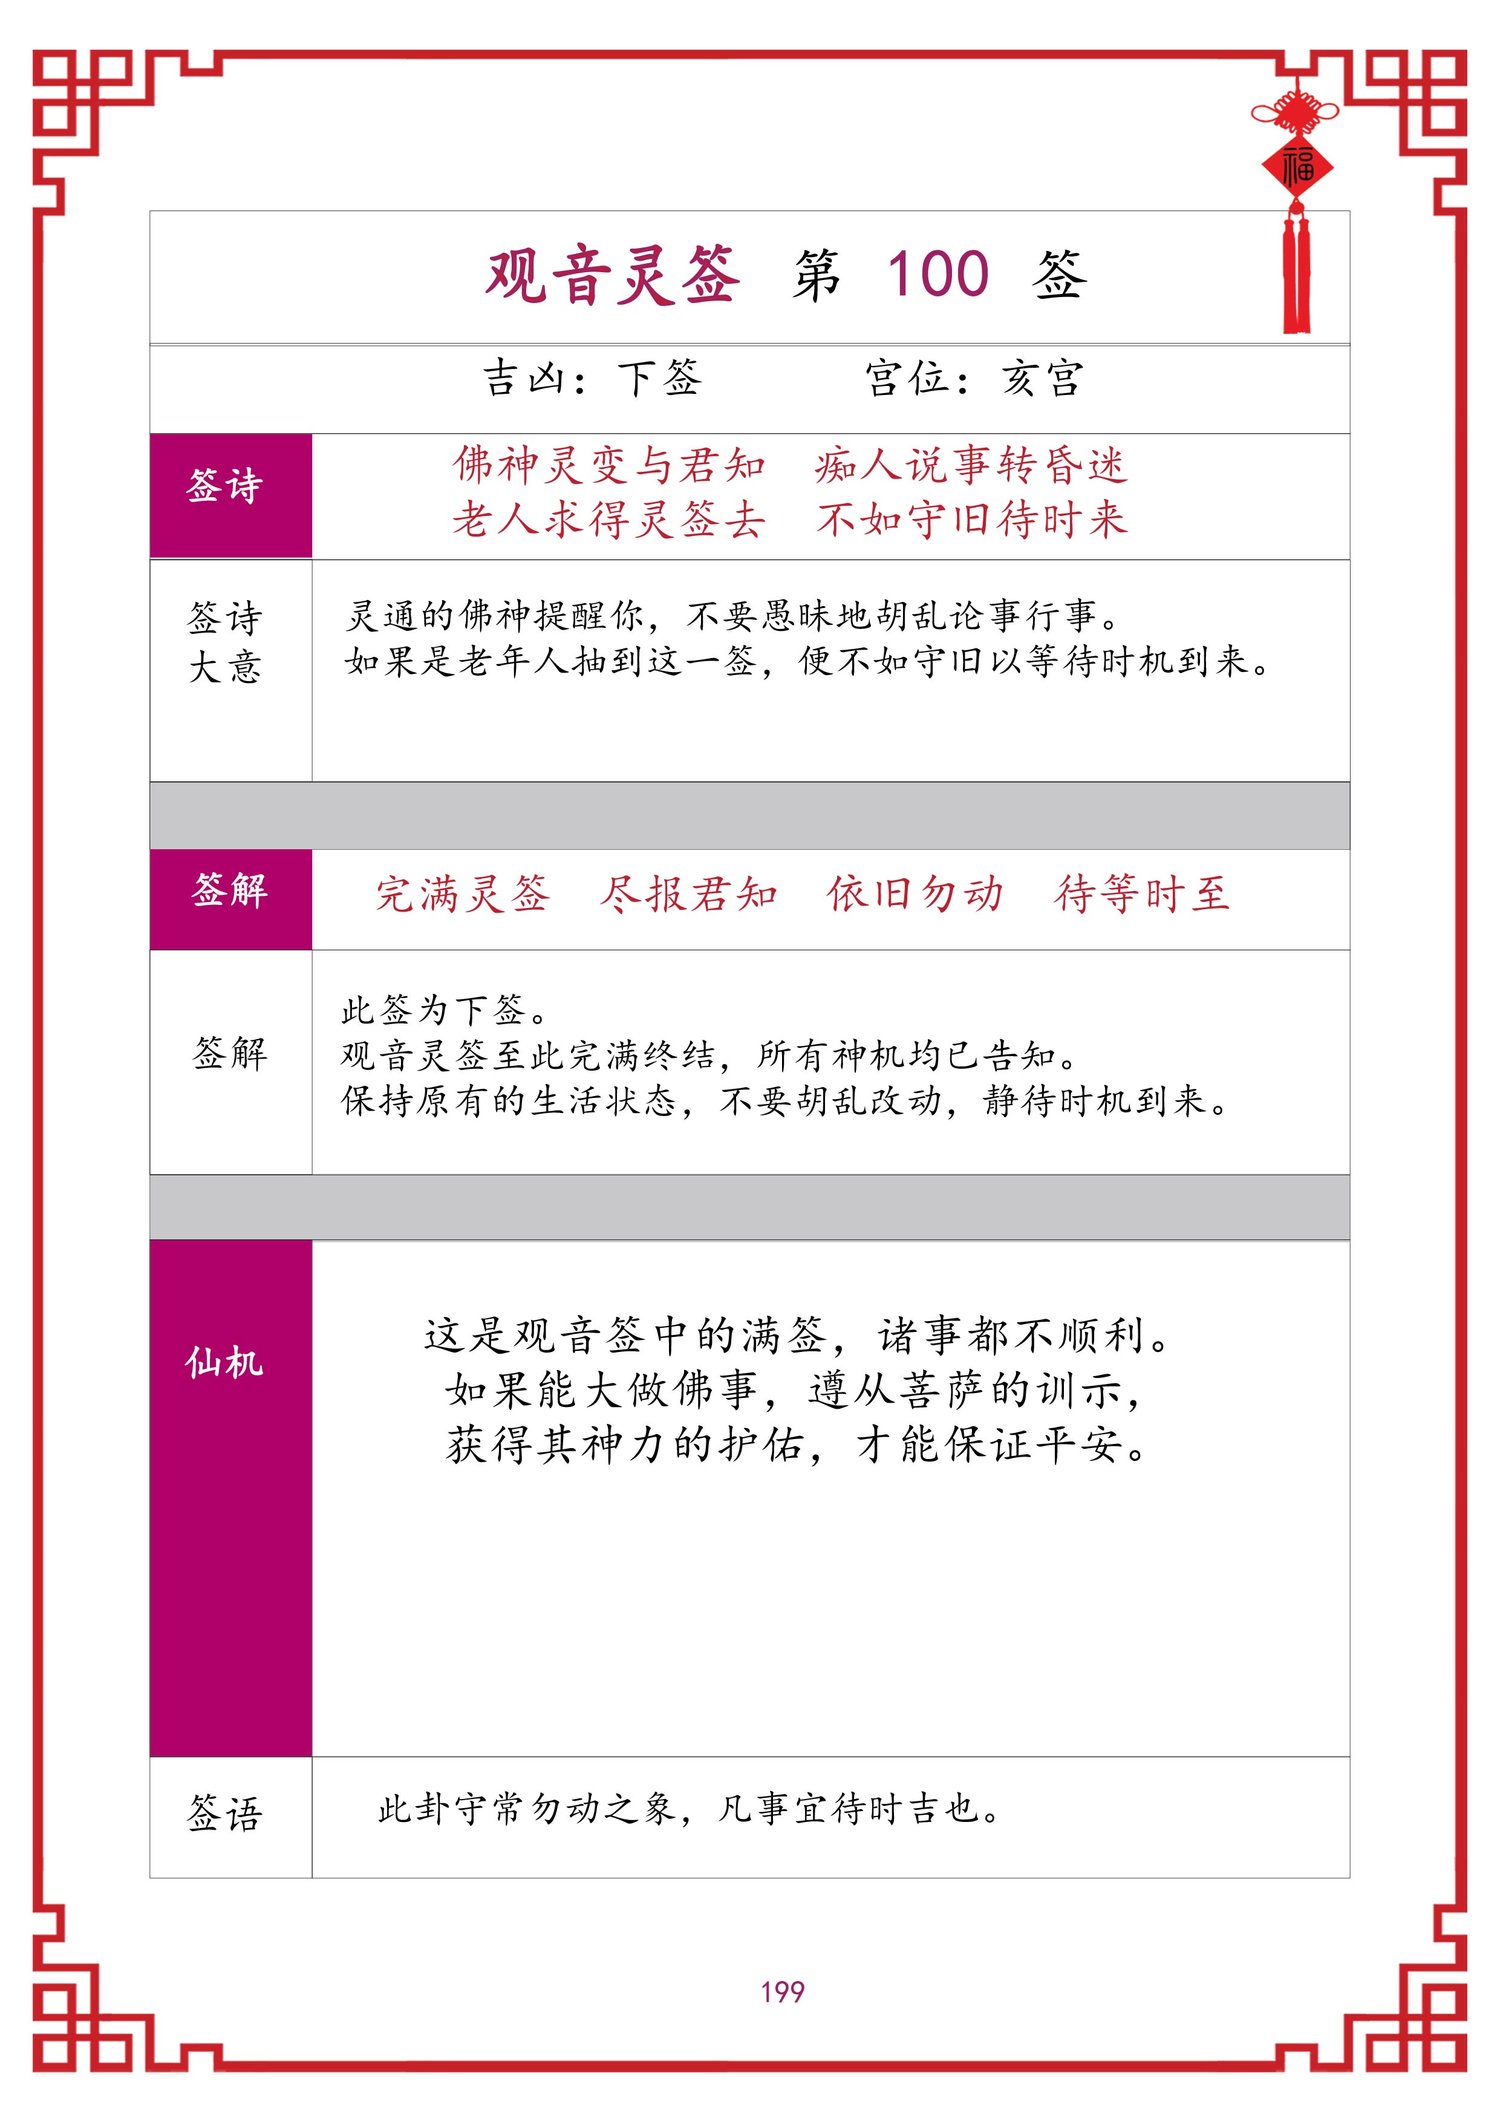 福
观音灵签 第 100 签
吉凶：下签 宫位：亥宫
签诗
佛神灵变与君知 痴人说事转昏迷
老人求得灵签去 不如守旧待时来
签诗
大意
灵通的佛神提醒你，不要愚昧地胡乱论事行事。
如果是老年人抽到这一签，便不如守旧以等待时机到来。
签解
完满灵签 尽报君知 依旧勿动 待等时至
签解
此签为下签。
观音灵签至此完满终结，所有神机均已告知。
保持原有的生活状态，不要胡乱改动，静待时机到来。
仙机
这是观音签中的满签，诸事都不顺利。
如果能大做佛事，遵从菩萨的训示，
获得其神力的护佑，才能保证平安。
签语
此卦守常勿动之象，凡事宜待时吉也。
199